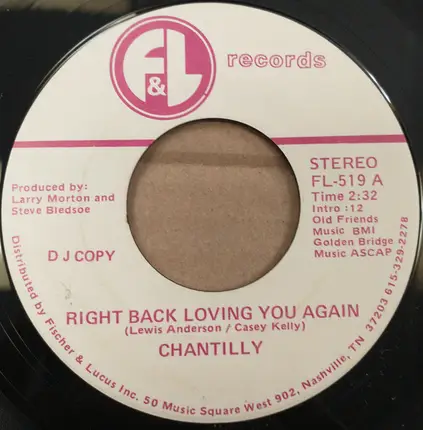 F&L
records
Produced by:
Larry Morton and
Steve Bledsoe
D J COPY
STEREO
FL-519 A
Time 2:32
Intro :12
Old Friends
Music BMI
Golden Bridge
Music ASCAP
RIGHT BACK LOVING YOU AGAIN
(Lewis Anderson / Casey Kelly)
CHANTILLY
Distributed by Fischer & Lucus Inc. 50 Music Square West 902, Nashville, TN 37203 615-329-2278